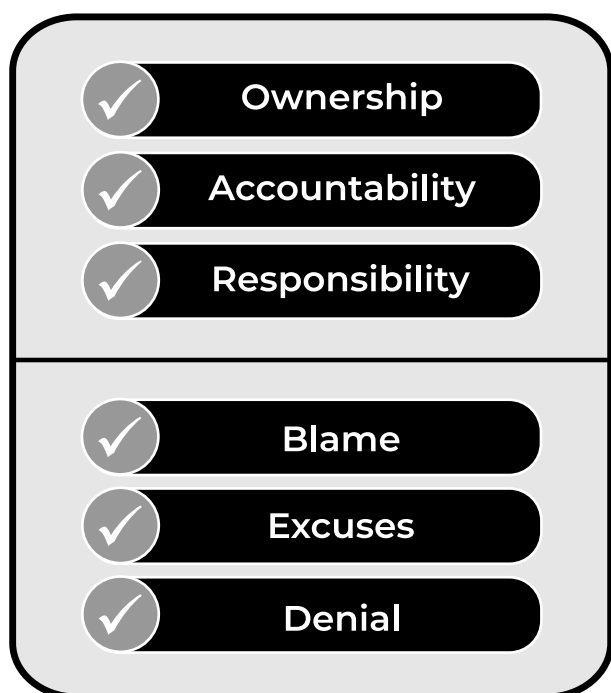 Ownership
Accountability
Responsibility
Blame
Excuses
Denial